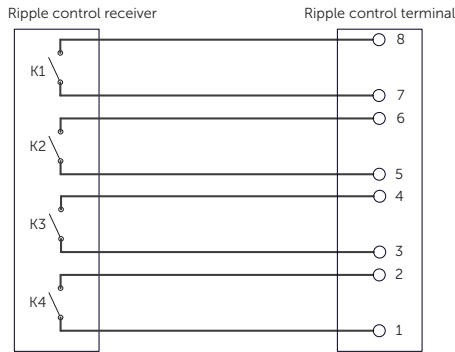 Ripple control receiver
Ripple control terminal
8
K1
7
6
K2
5
4
K3
3
2
K4
1